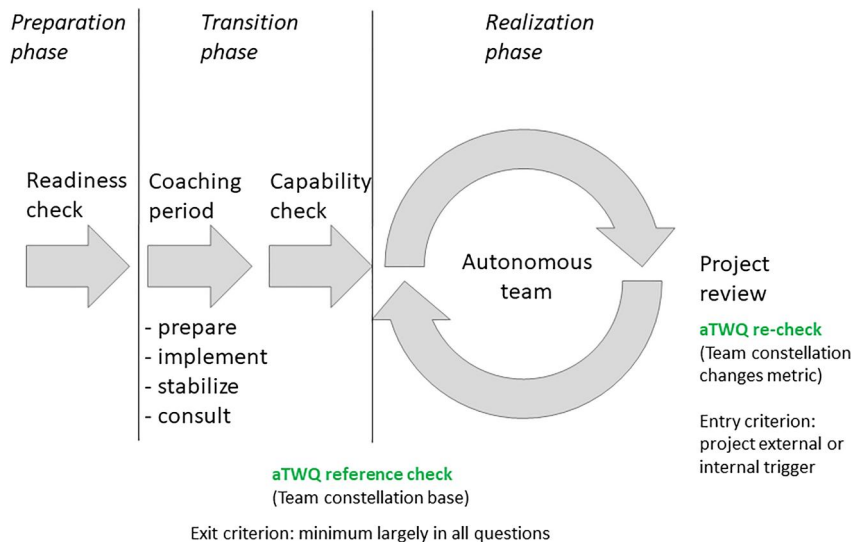 Preparation
phase
Transition
phase
Realization
phase
Readiness
check
Coaching
period
Capability
check
- prepare
- implement
- stabilize
- consult
Autonomous
team
Project
review
aTWQ re-check
(Team constellation
changes metric)
Entry criterion:
project external or
internal trigger
aTWQ reference check
(Team constellation base)
Exit criterion: minimum largely in all questions